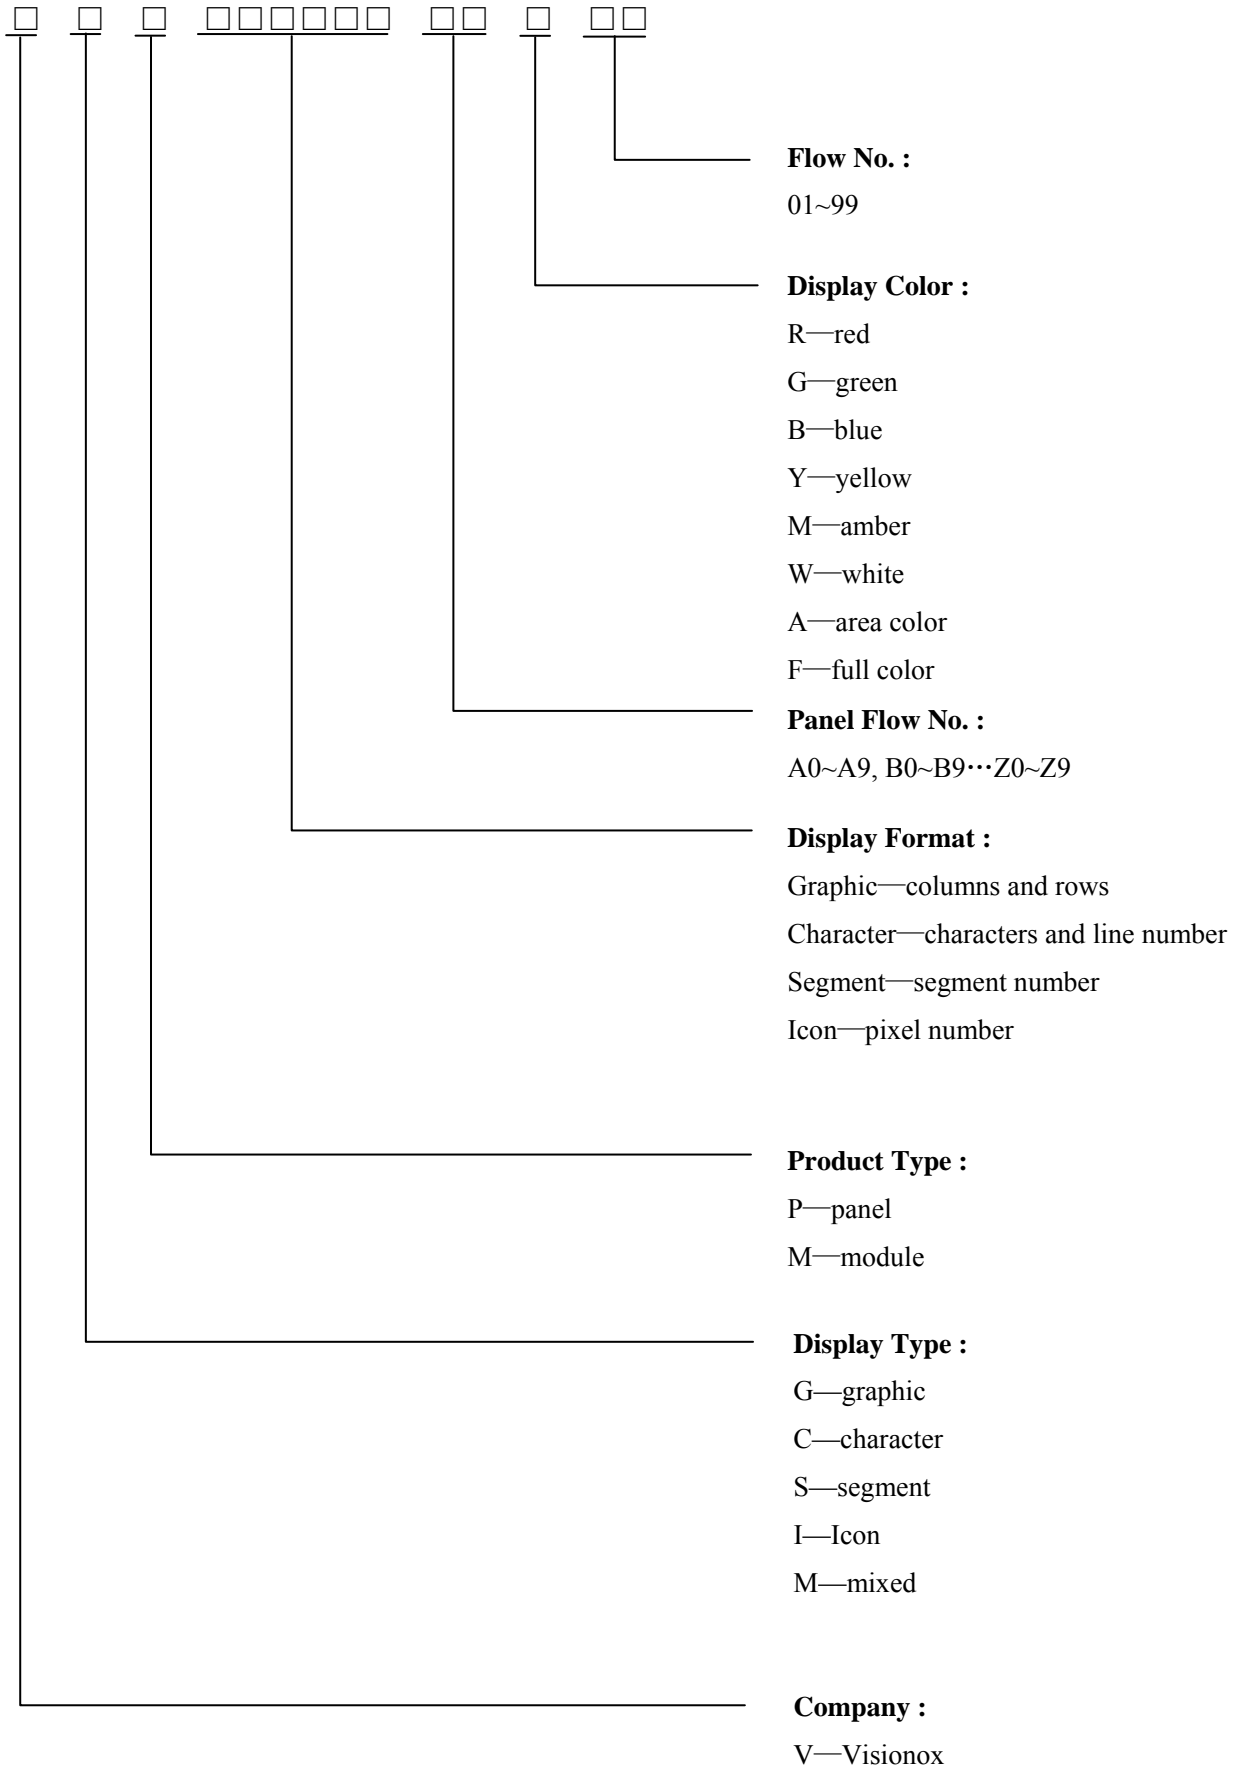 □ □ □ □□□□□□ □□ □ □□
Flow No. :
01~99
Display Color :
R—red
G—green
B—blue
Y—yellow
M—amber
W—white
A—area color
F—full color
Panel Flow No. :
A0~A9, B0~B9⋯Z0~Z9
Display Format :
Graphic—columns and rows
Character—characters and line number
Segment—segment number
Icon—pixel number
Product Type :
P—panel
M—module
Display Type :
G—graphic
C—character
S—segment
I—Icon
M—mixed
Company :
V—Visionox